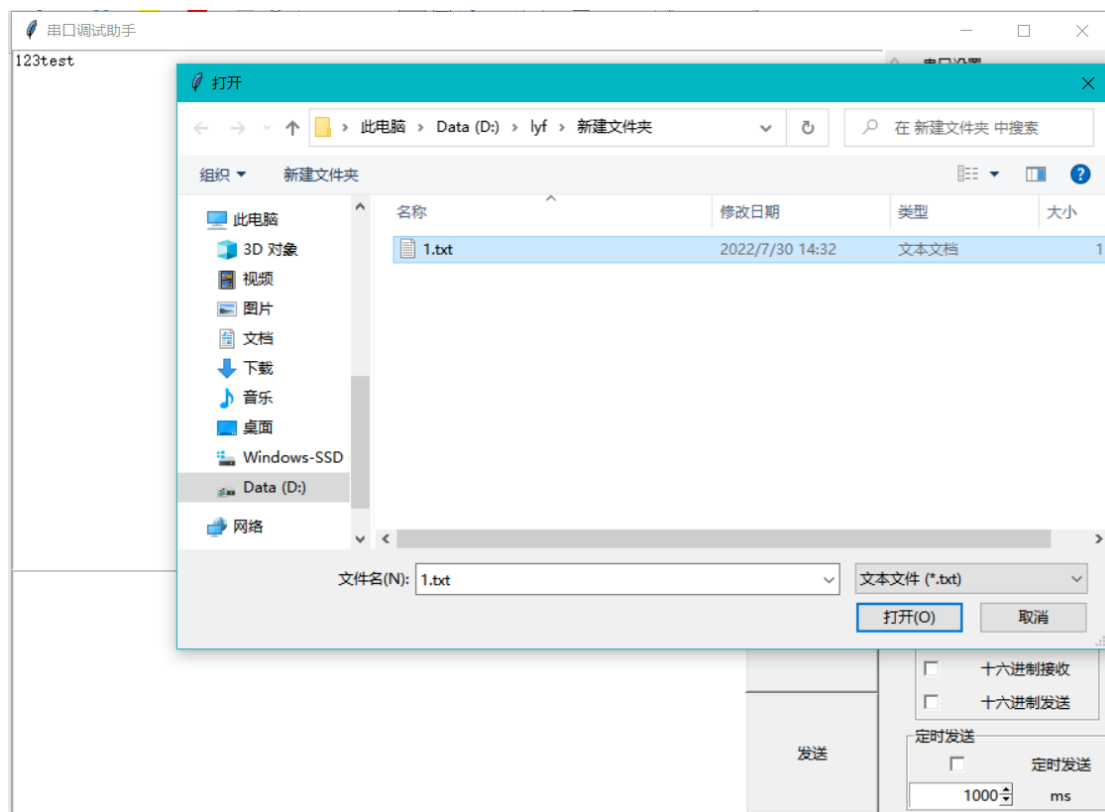 串口调试助手
123test
串口设置
打开
此电脑 › Data (D:) › lyf › 新建文件夹
在 新建文件夹 中搜索
组织 新建文件夹
名称 修改日期 类型 大小
1.txt 2022/7/30 14:32 文本文档 1
此电脑
3D 对象
视频
图片
文档
下载
音乐
桌面
Windows-SSD
Data (D:)
网络
文件名(N): 1.txt 文本文件 (*.txt)
打开(O) 取消
十六进制接收
十六进制发送
定时发送
发送
定时发送
1000 ms